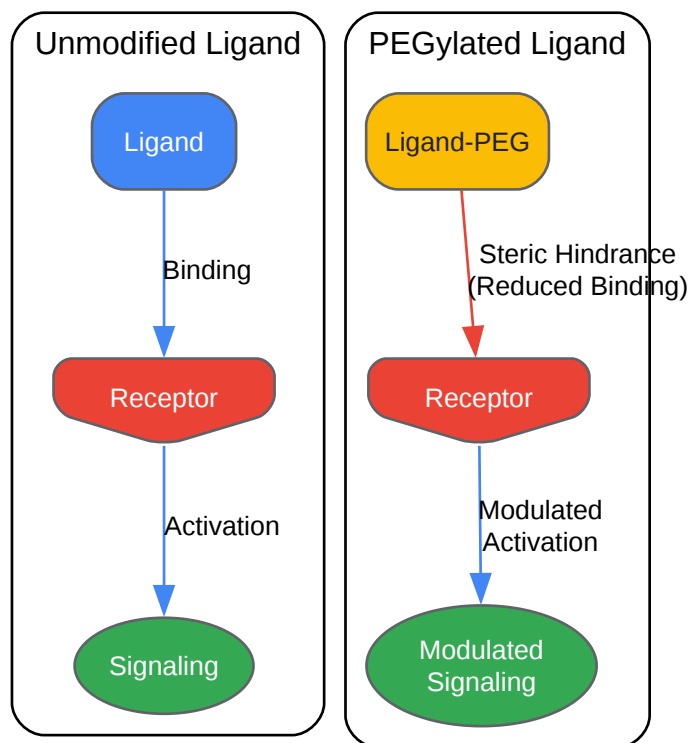 Unmodified Ligand
Ligand
Binding
Receptor
Activation
Signaling
PEGylated Ligand
Ligand-PEG
Steric Hindrance
(Reduced Binding)
Receptor
Modulated
Activation
Modulated
Signaling